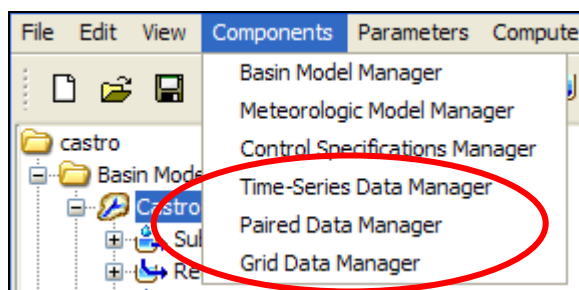 File Edit View Components Parameters Compute
Basin Model Manager
Meteorologic Model Manager
Control Specifications Manager
Time-Series Data Manager
Paired Data Manager
Grid Data Manager
castro
Basin Mode
Castro
Sul
Re